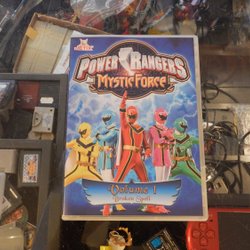 POWER RANGERS
MYSTIC FORCE
Volume 1
Broken Spell